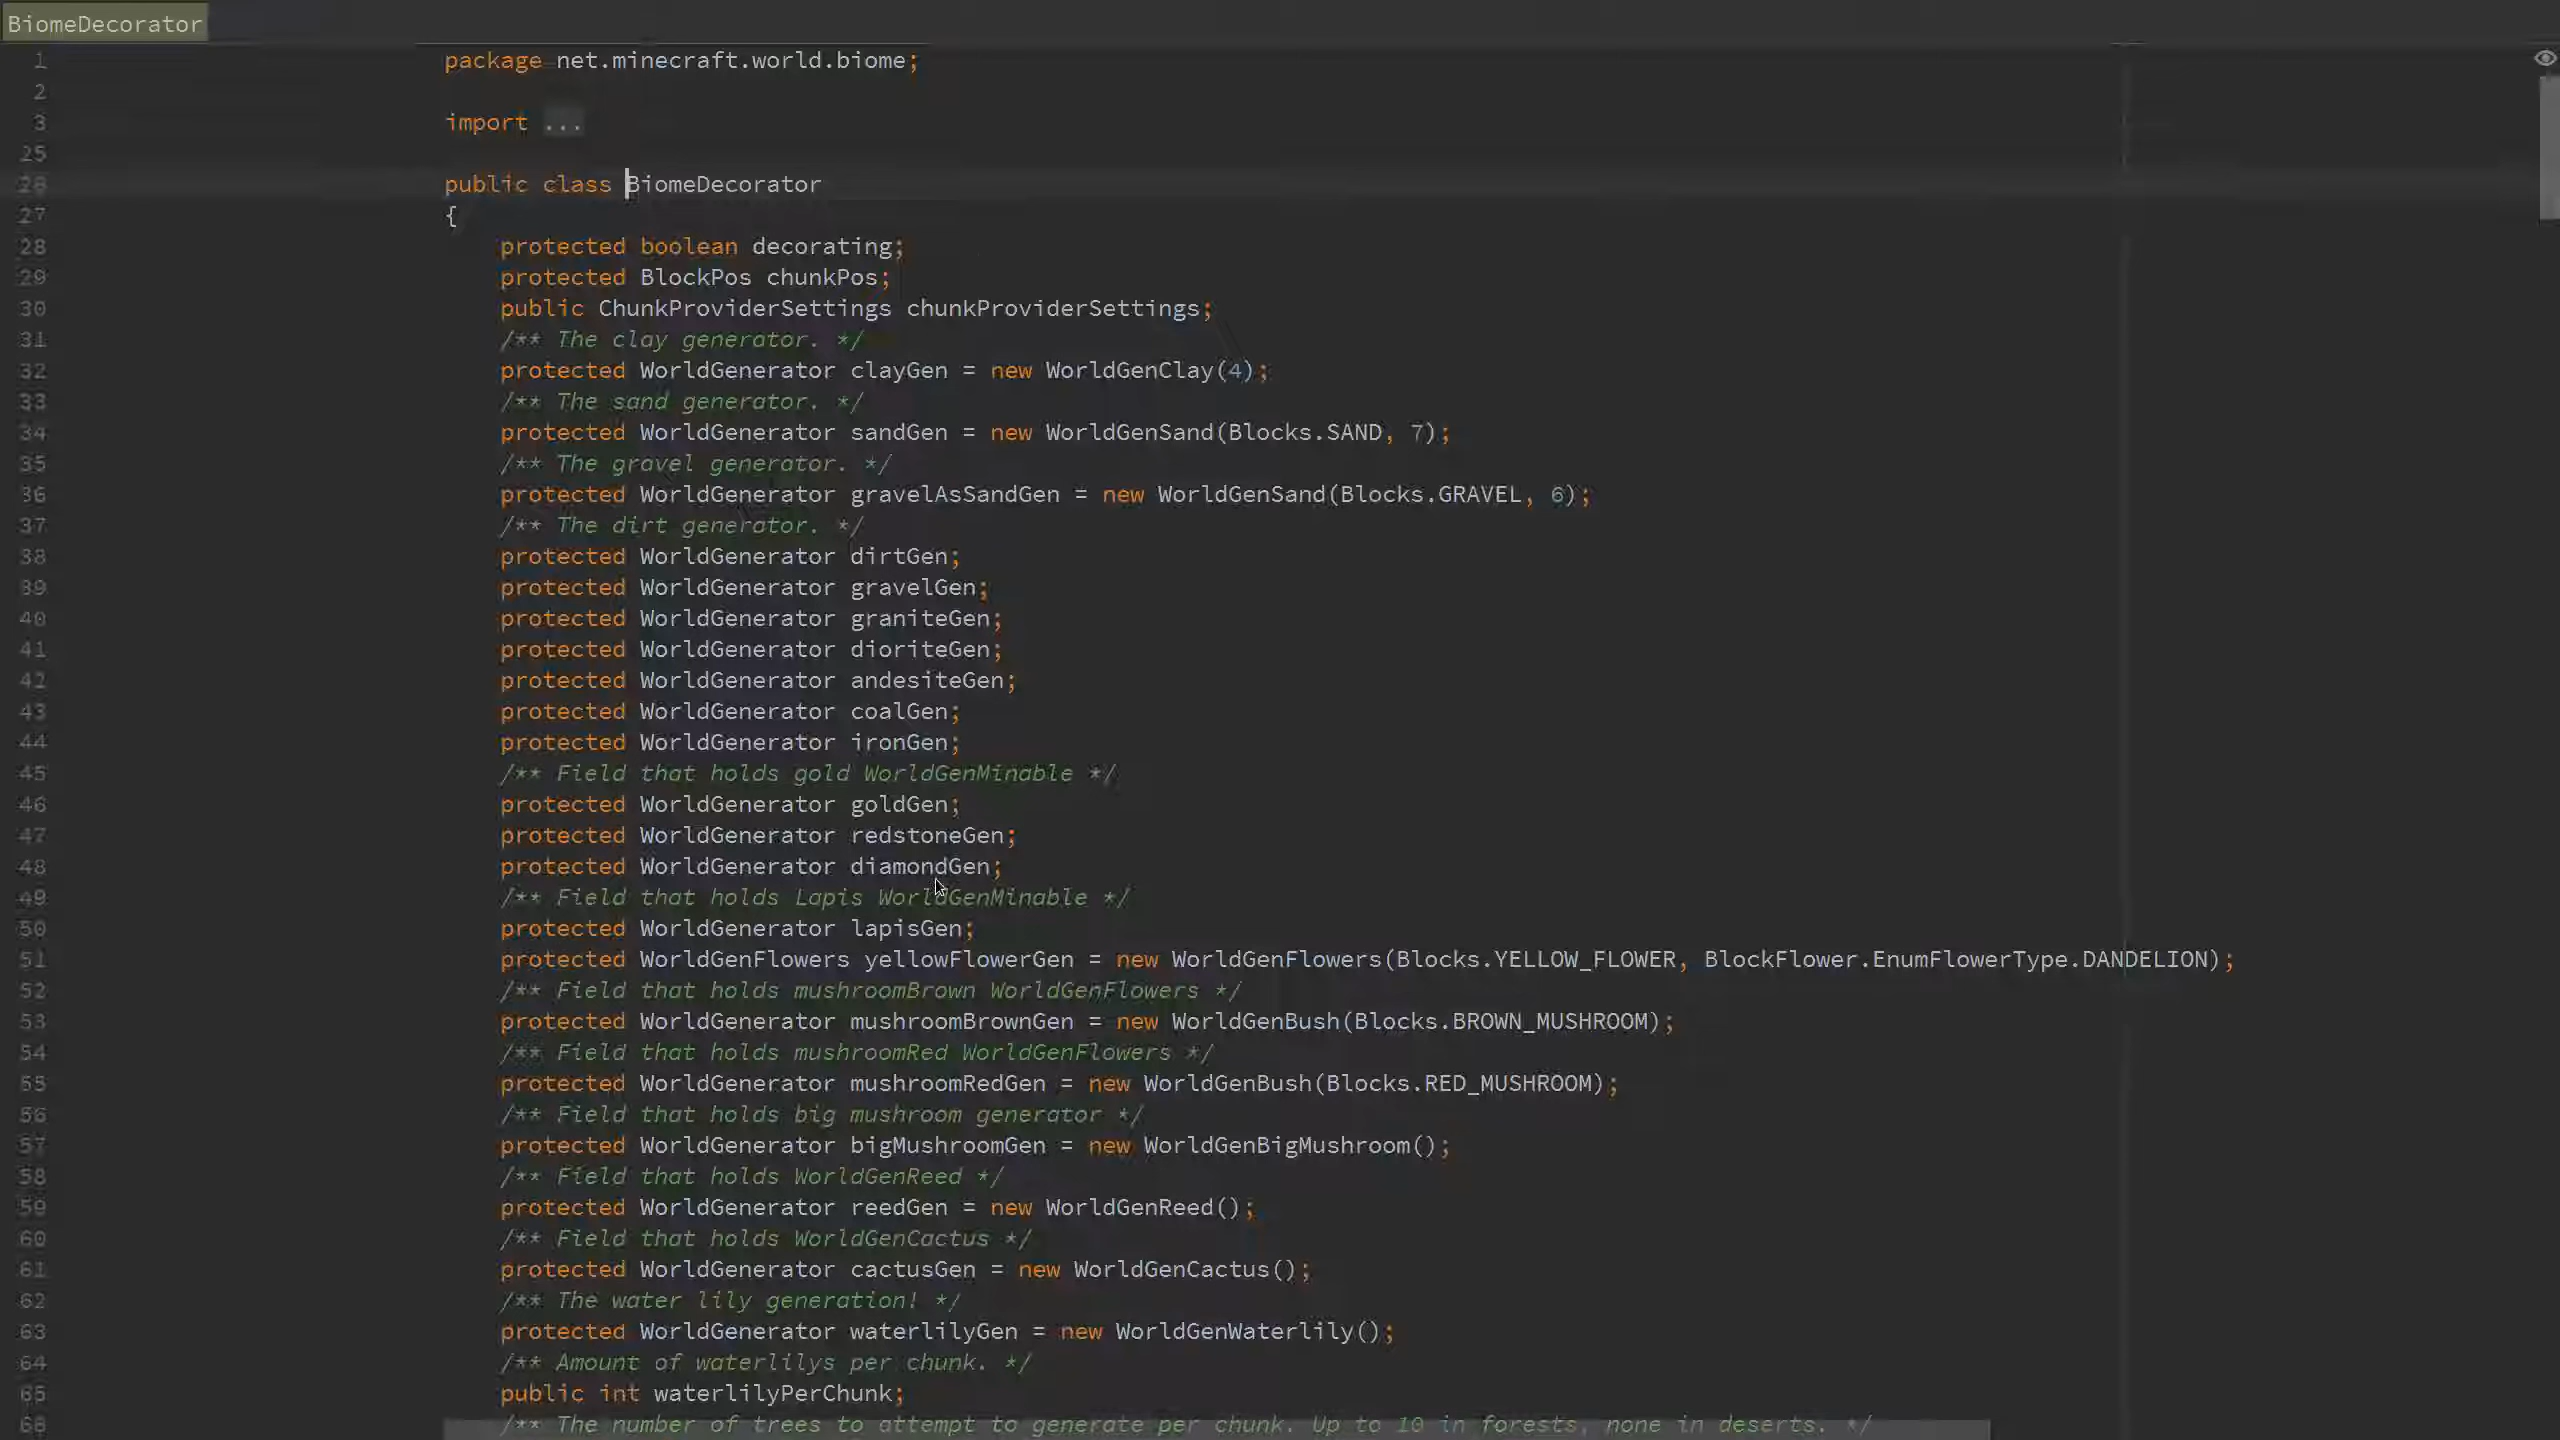 BiomeDecorator
1 package net.minecraft.world.biome;
2
3 import ...
25
26 public class BiomeDecorator
27 {
28 protected boolean decorating;
29 protected BlockPos chunkPos;
30 public ChunkProviderSettings chunkProviderSettings;
31 /** The clay generator. */
32 protected WorldGenerator clayGen = new WorldGenClay(4);
33 /** The sand generator. */
34 protected WorldGenerator sandGen = new WorldGenSand(Blocks.SAND, 7);
35 /** The gravel generator. */
36 protected WorldGenerator gravelAsSandGen = new WorldGenSand(Blocks.GRAVEL, 6);
37 /** The dirt generator. */
38 protected WorldGenerator dirtGen;
39 protected WorldGenerator gravelGen;
40 protected WorldGenerator graniteGen;
41 protected WorldGenerator dioriteGen;
42 protected WorldGenerator andesiteGen;
43 protected WorldGenerator coalGen;
44 protected WorldGenerator ironGen;
45 /** Field that holds gold WorldGenMinable */
46 protected WorldGenerator goldGen;
47 protected WorldGenerator redstoneGen;
48 protected WorldGenerator diamondGen;
49 /** Field that holds Lapis WorldGenMinable */
50 protected WorldGenerator lapisGen;
51 protected WorldGenFlowers yellowFlowerGen = new WorldGenFlowers(Blocks.YELLOW_FLOWER, BlockFlower.EnumFlowerType.DANDELION);
52 /** Field that holds mushroomBrown WorldGenFlowers */
53 protected WorldGenerator mushroomBrownGen = new WorldGenBush(Blocks.BROWN_MUSHROOM);
54 /** Field that holds mushroomRed WorldGenFlowers */
55 protected WorldGenerator mushroomRedGen = new WorldGenBush(Blocks.RED_MUSHROOM);
56 /** Field that holds big mushroom generator */
57 protected WorldGenerator bigMushroomGen = new WorldGenBigMushroom();
58 /** Field that holds WorldGenReed */
59 protected WorldGenerator reedGen = new WorldGenReed();
60 /** Field that holds WorldGenCactus */
61 protected WorldGenerator cactusGen = new WorldGenCactus();
62 /** The water lily generation! */
63 protected WorldGenerator waterlilyGen = new WorldGenWaterlily();
64 /** Amount of waterlilys per chunk. */
65 public int waterlilyPerChunk;
66 /** The number of trees to attempt to generate per chunk. Up to 10 in forests, none in deserts. */